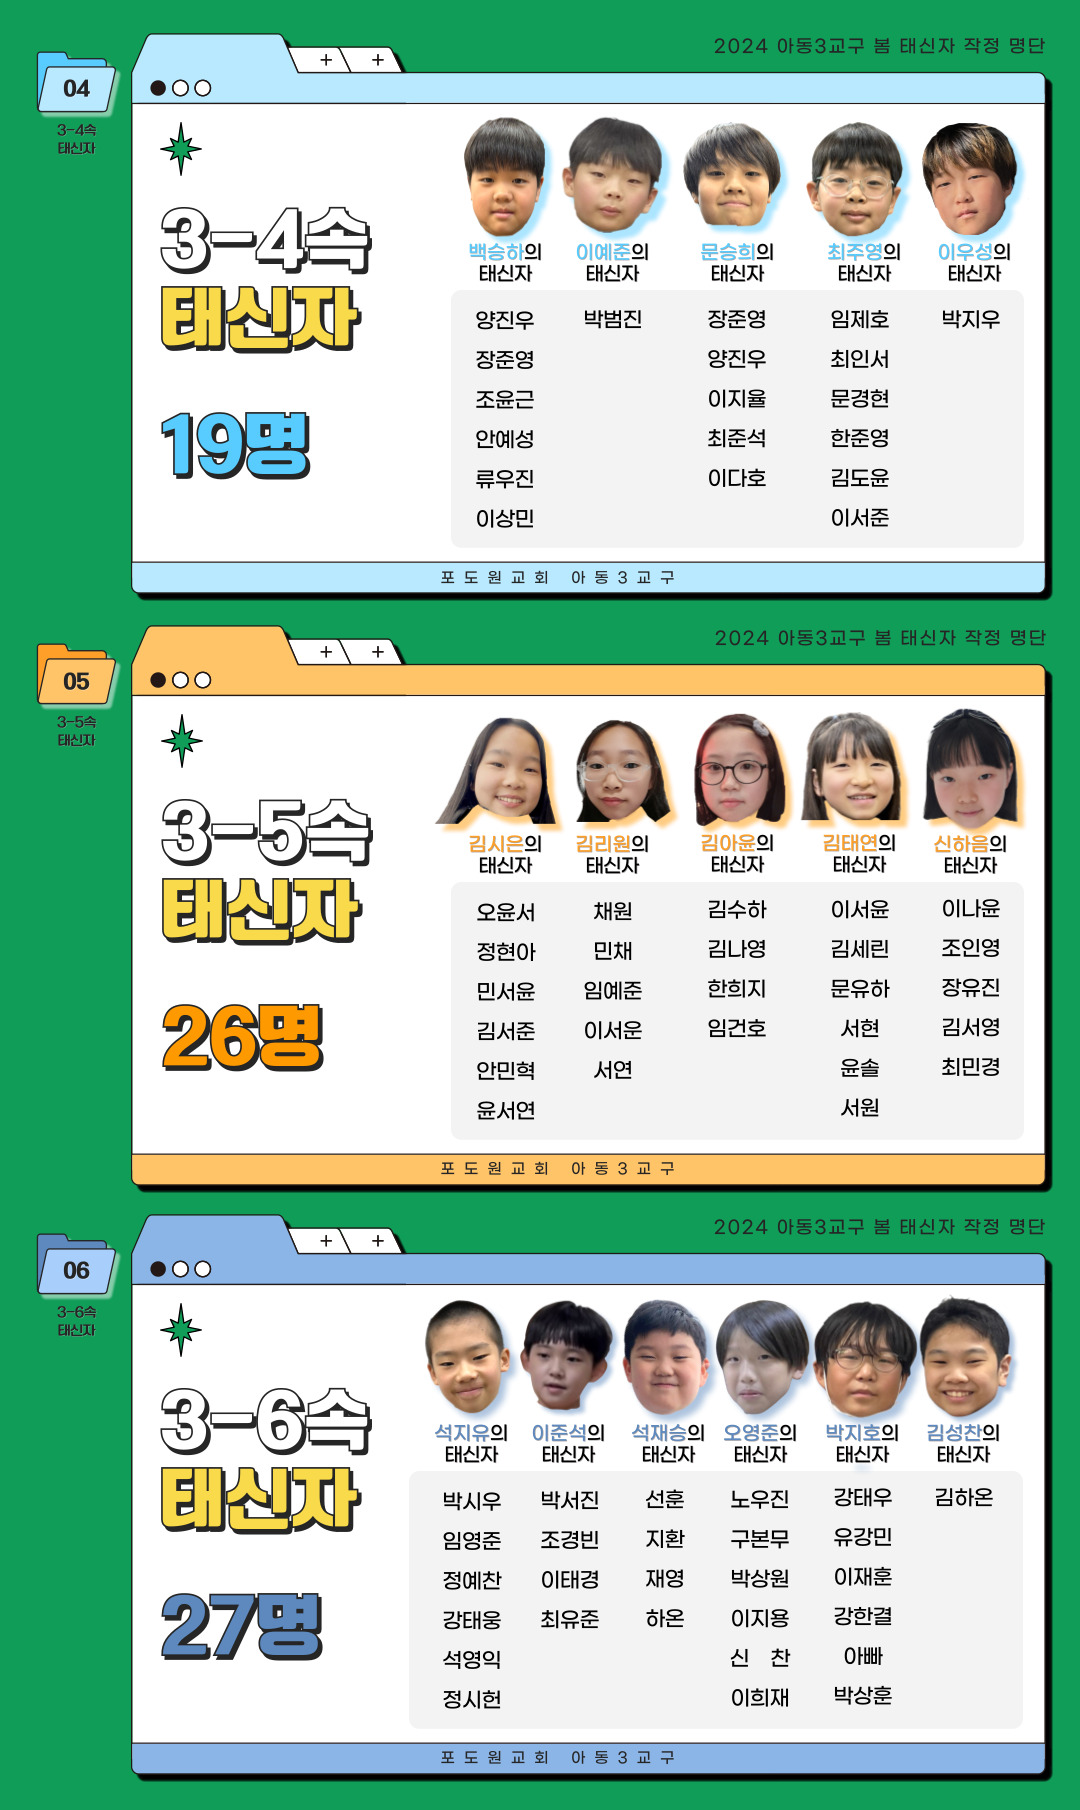 2024 아동3교구 봄 태신자 작정 명단
04
3-4속
태신자
+ +
3-4속
태신자
19명
백승하의 이예준의 문승희의 최주영의 이우성의
태신자 태신자 태신자 태신자 태신자
양진우 박범진 장준영 임제호 박지우
장준영 양진우 최인서
조윤근 이지율 문경현
안예성 최준석 한준영
류우진 이다호 김도윤
이상민 이서준
포도원교회 아동3교구
2024 아동3교구 봄 태신자 작정 명단
05
3-5속
태신자
+ +
3-5속
태신자
26명
김시은의 김리원의 김아윤의 김태연의 신하음의
태신자 태신자 태신자 태신자 태신자
오윤서 채원 김수하 이서윤 이나윤
정현아 민채 김나영 김세린 조인영
민서윤 임예준 한희지 문유하 장유진
김서준 이서운 임건호 서현 김서영
안민혁 서연 윤솔 최민경
윤서연 서원
포도원교회 아동3교구
2024 아동3교구 봄 태신자 작정 명단
06
3-6속
태신자
+ +
3-6속
태신자
27명
석지유의 이준석의 석재승의 오영준의 박지호의 김성찬의
태신자 태신자 태신자 태신자 태신자 태신자
박시우 박서진 선훈 노우진 강태우 김하온
임영준 조경빈 지환 구본무 유강민
정예찬 이태경 재영 박상원 이재훈
강태웅 최유준 하온 이지용 강한결
석영익 신 찬 아빠
정시헌 이희재 박상훈
포도원교회 아동3교구